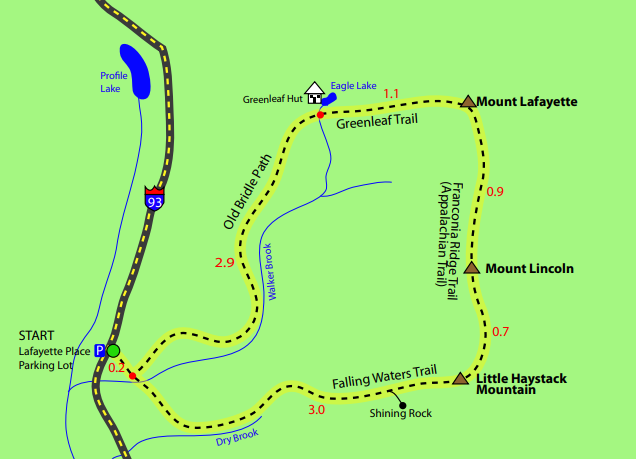 Profile
Lake
Eagle Lake
Greenleaf Hut
1.1
Mount Lafayette
Greenleaf Trail
Old Bridle Path
0.9
93
Franconia Ridge Trail
(Appalachian Trail)
2.9
Walker Brook
Mount Lincoln
START
Lafayette Place
Parking Lot
P
0.2
0.7
Falling Waters Trail
Little Haystack
Mountain
3.0
Shining Rock
Dry Brook